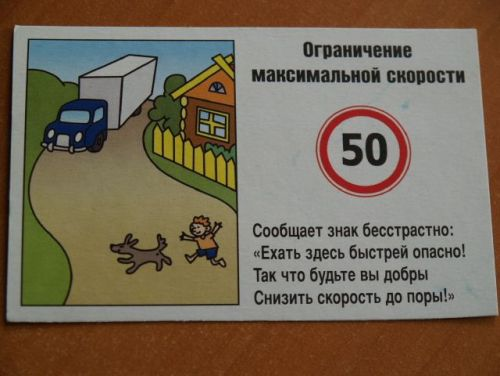 Ограничение
максимальной скорости
50
Сообщает знак бесстрастно:
«Ехать здесь быстрей опасно!
Так что будьте вы добры
Снизить скорость до поры!»